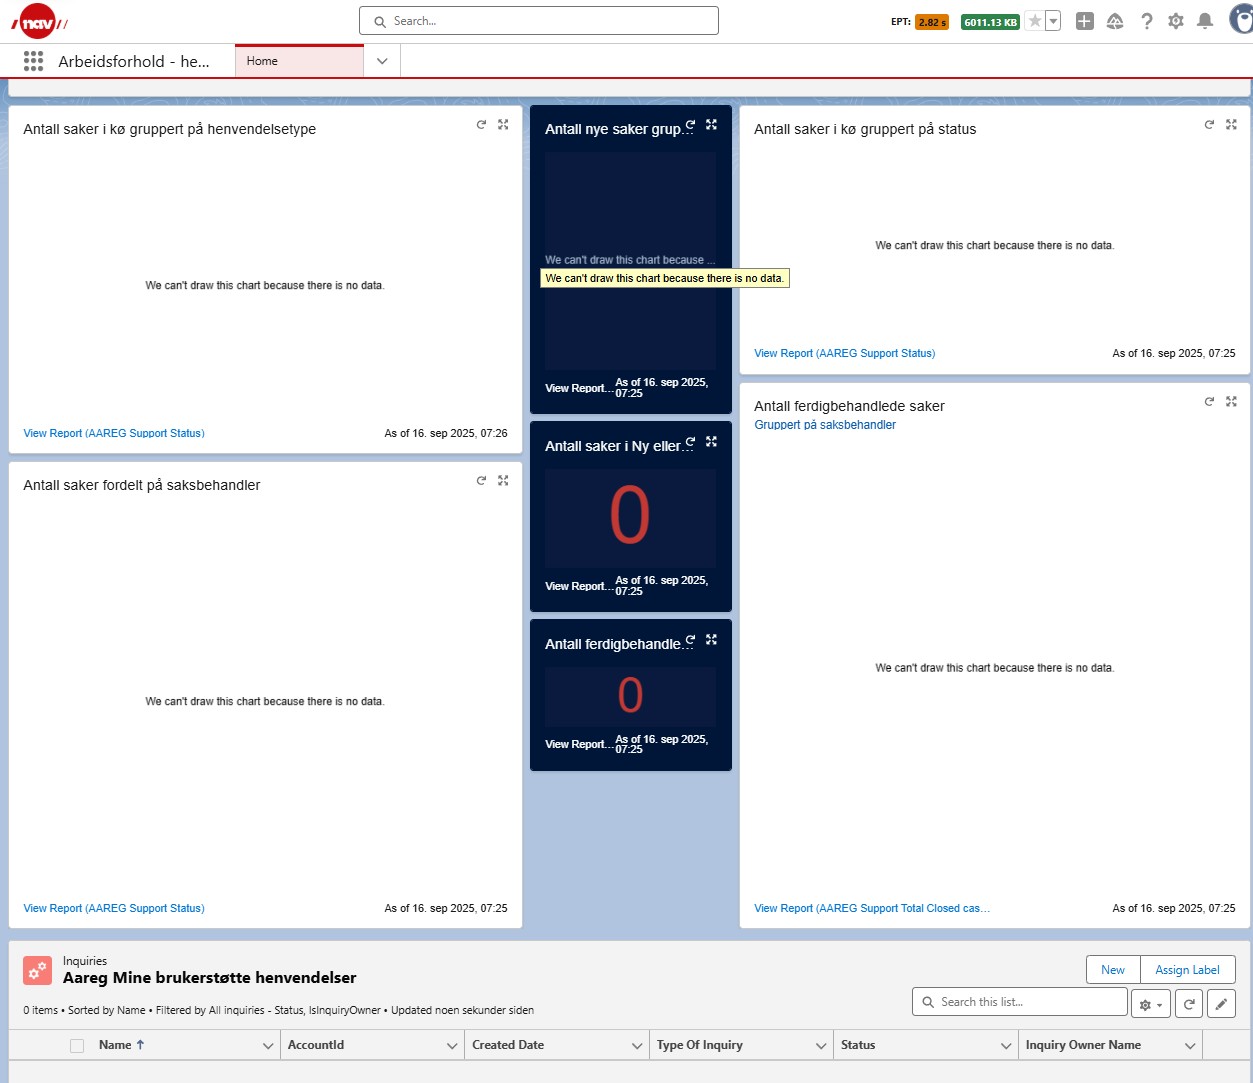 nav
Search...
EPT: 2.82 s
6011.13 KB
Arbeidsforhold - he...
Home
Antall saker i kø gruppert på henvendelsetype
We can't draw this chart because there is no data.
View Report (AAREG Support Status)
As of 16. sep 2025, 07:26
Antall saker fordelt på saksbehandler
We can't draw this chart because there is no data.
View Report (AAREG Support Status)
As of 16. sep 2025, 07:25
Antall nye saker grup...
We can't draw this chart because ...
We can't draw this chart because there is no data.
View Report...
As of 16. sep 2025,
07:25
Antall saker i Ny eller...
0
View Report...
As of 16. sep 2025,
07:25
Antall ferdigbehandle...
0
View Report...
As of 16. sep 2025,
07:25
Antall saker i kø gruppert på status
We can't draw this chart because there is no data.
View Report (AAREG Support Status)
As of 16. sep 2025, 07:25
Antall ferdigbehandlede saker
Gruppert på saksbehandler
We can't draw this chart because there is no data.
View Report (AAREG Support Total Closed cas...
As of 16. sep 2025, 07:25
Inquiries
Aareg Mine brukerstøtte henvendelser
New
Assign Label
0 items • Sorted by Name • Filtered by All inquiries - Status, IsInquiryOwner • Updated noen sekunder siden
Search this list...
Name
AccountId
Created Date
Type Of Inquiry
Status
Inquiry Owner Name